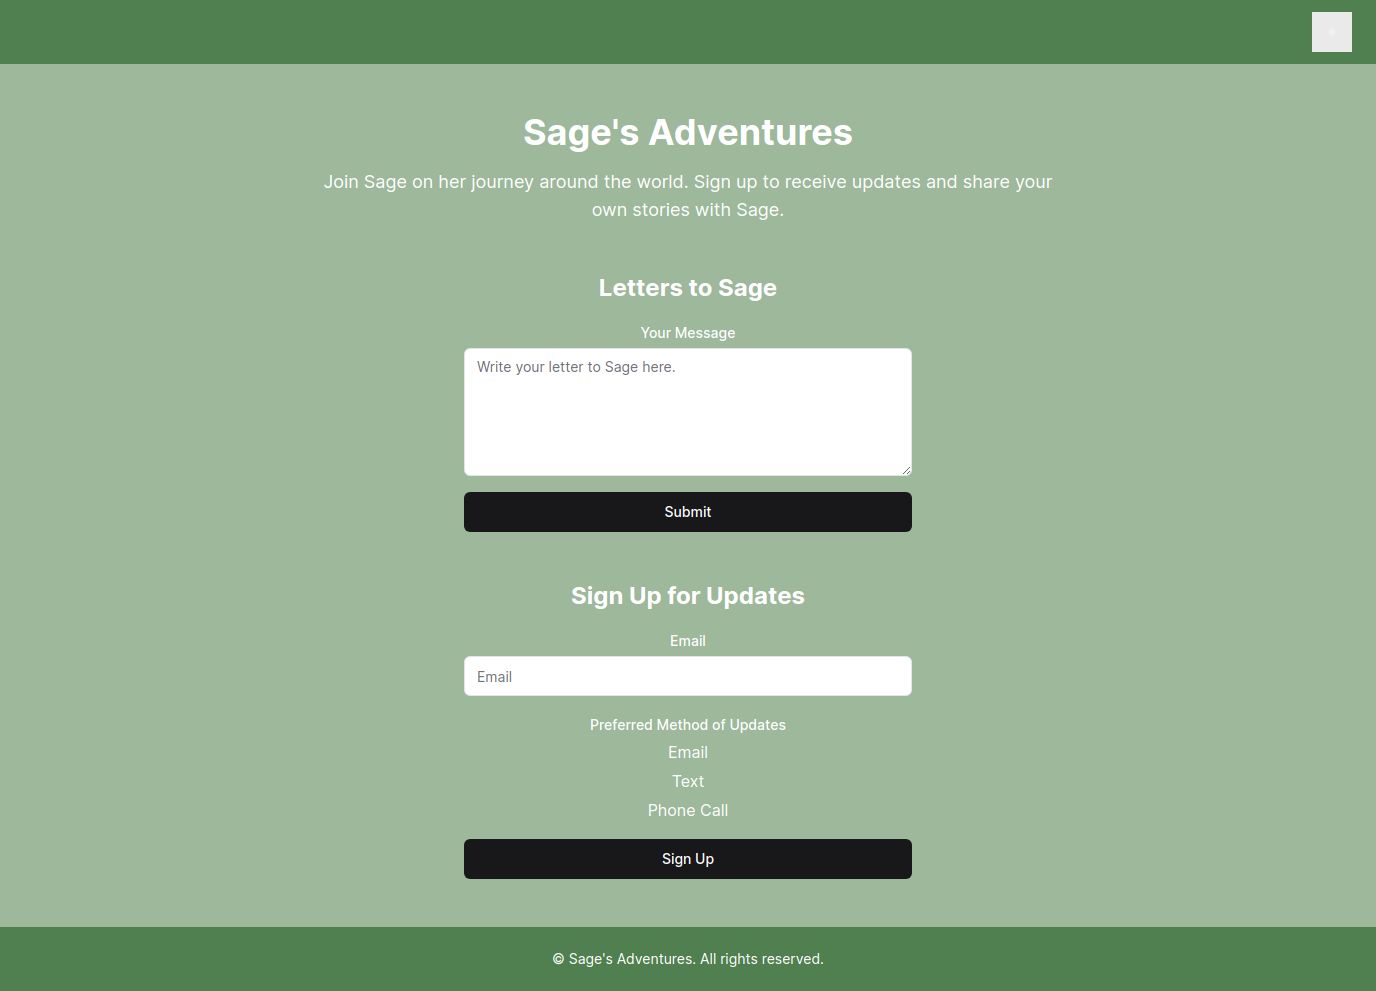 Sage's Adventures
Join Sage on her journey around the world. Sign up to receive updates and share your
own stories with Sage.
Letters to Sage
Your Message
Write your letter to Sage here.
Submit
Sign Up for Updates
Email
Email
Preferred Method of Updates
Email
Text
Phone Call
Sign Up
© Sage's Adventures. All rights reserved.